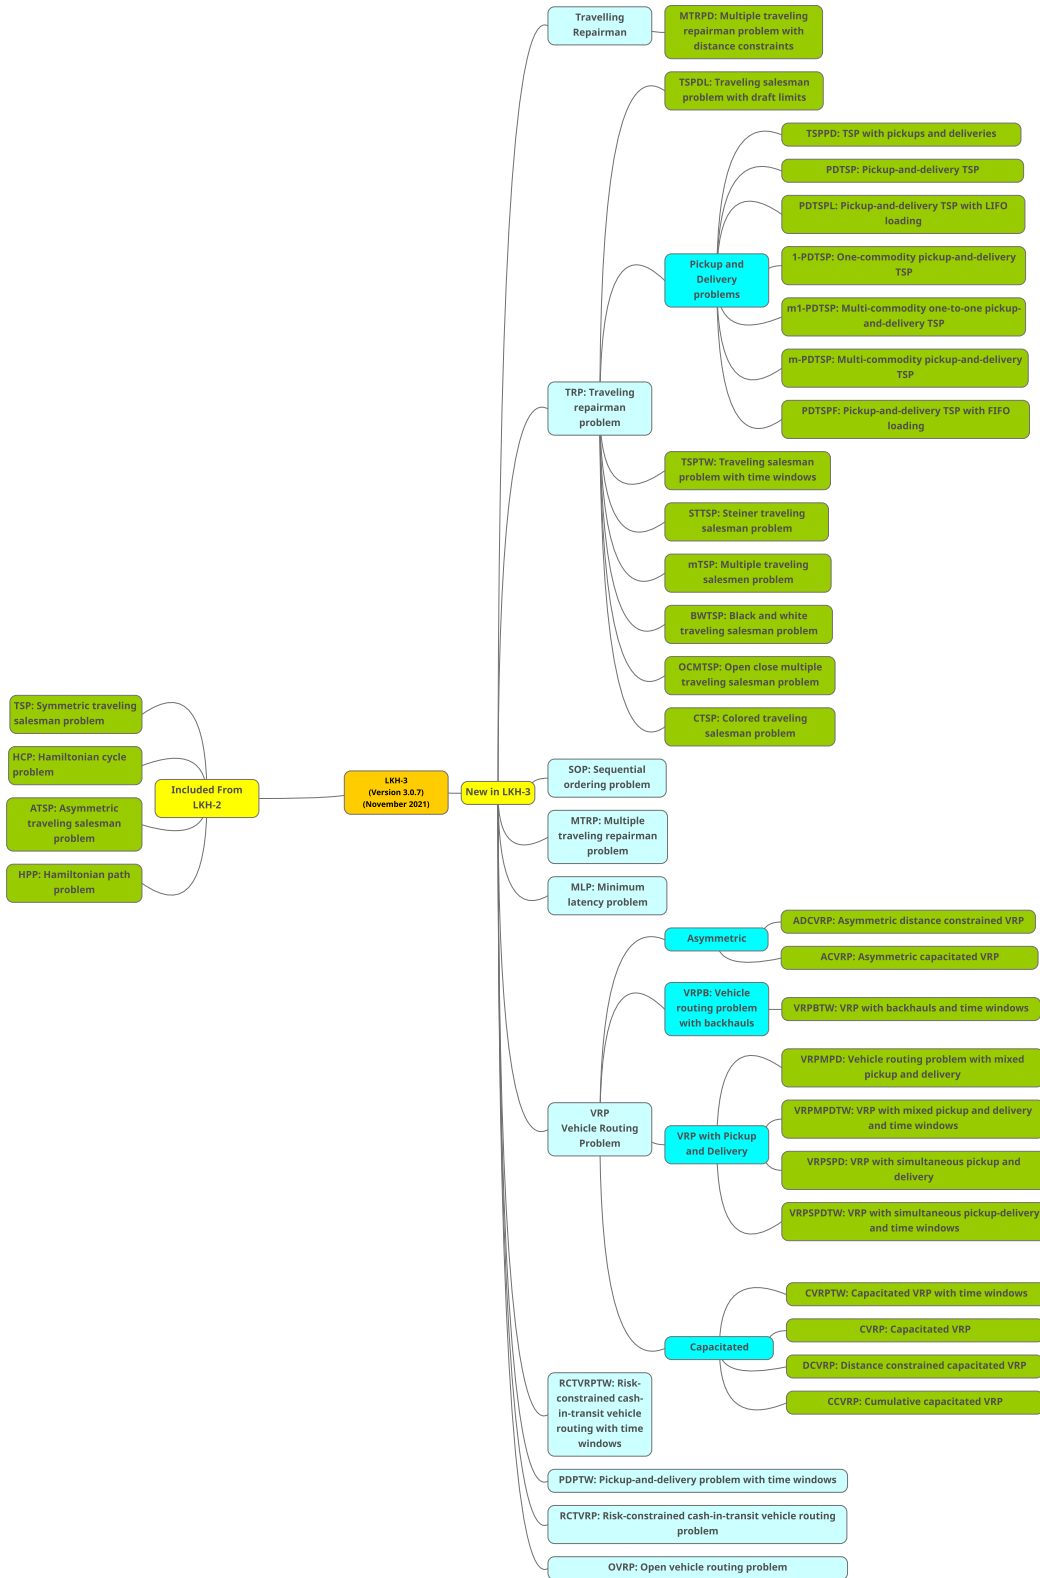 Travelling
Repairman
MTRPD: Multiple traveling
repairman problem with
distance constraints
TSPDL: Traveling salesman
problem with draft limits
TSPPD: TSP with pickups and deliveries
PDTSP: Pickup-and-delivery TSP
PDTSPL: Pickup-and-delivery TSP with LIFO
loading
Pickup and
Delivery
problems
1-PDTSP: One-commodity pickup-and-delivery
TSP
m1-PDTSP: Multi-commodity one-to-one pickup-
and-delivery TSP
m-PDTSP: Multi-commodity pickup-and-delivery
TSP
PDTSPF: Pickup-and-delivery TSP with FIFO
loading
TRP: Traveling
repairman
problem
TSPTW: Traveling salesman
problem with time windows
STTSP: Steiner traveling
salesman problem
mTSP: Multiple traveling
salesmen problem
BWTSP: Black and white
traveling salesman problem
OCMTSP: Open close multiple
traveling salesman problem
CTSP: Colored traveling
salesman problem
TSP: Symmetric traveling
salesman problem
HCP: Hamiltonian cycle
problem
ATSP: Asymmetric
traveling salesman
problem
HPP: Hamiltonian path
problem
Included From
LKH-2
LKH-3
(Version 3.0.7)
(November 2021)
New in LKH-3
SOP: Sequential
ordering problem
MTRP: Multiple
traveling repairman
problem
MLP: Minimum
latency problem
Asymmetric
ADCVRP: Asymmetric distance constrained VRP
ACVRP: Asymmetric capacitated VRP
VRPB: Vehicle
routing problem
with backhauls
VRPBTW: VRP with backhauls and time windows
VRP
Vehicle Routing
Problem
VRP with Pickup
and Delivery
VRPMPD: Vehicle routing problem with mixed
pickup and delivery
VRPMPDTW: VRP with mixed pickup and delivery
and time windows
VRPSPD: VRP with simultaneous pickup and
delivery
VRPSPDTW: VRP with simultaneous pickup-delivery
and time windows
Capacitated
CVRPTW: Capacitated VRP with time windows
CVRP: Capacitated VRP
DCVRP: Distance constrained capacitated VRP
CCVRP: Cumulative capacitated VRP
RCTVRPTW: Risk-
constrained cash-
in-transit vehicle
routing with time
windows
PDPTW: Pickup-and-delivery problem with time windows
RCTVRP: Risk-constrained cash-in-transit vehicle routing
problem
OVRP: Open vehicle routing problem